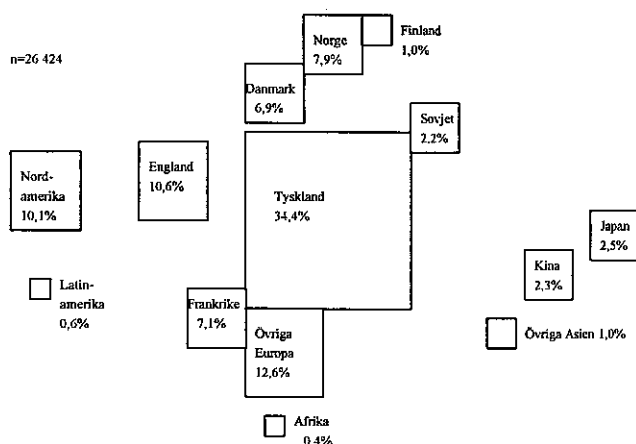 n=26 424
Norge
7,9%
Finland
1,0%
Danmark
6,9%
Sovjet
2,2%
England
10,6%
Nord-
amerika
10,1%
Tyskland
34,4%
Japan
2,5%
Kina
2,3%
Latin-
amerika
0,6%
Frankrike
7,1%
Övriga Asien 1,0%
Övriga
Europa
12,6%
Afrika
0,4%